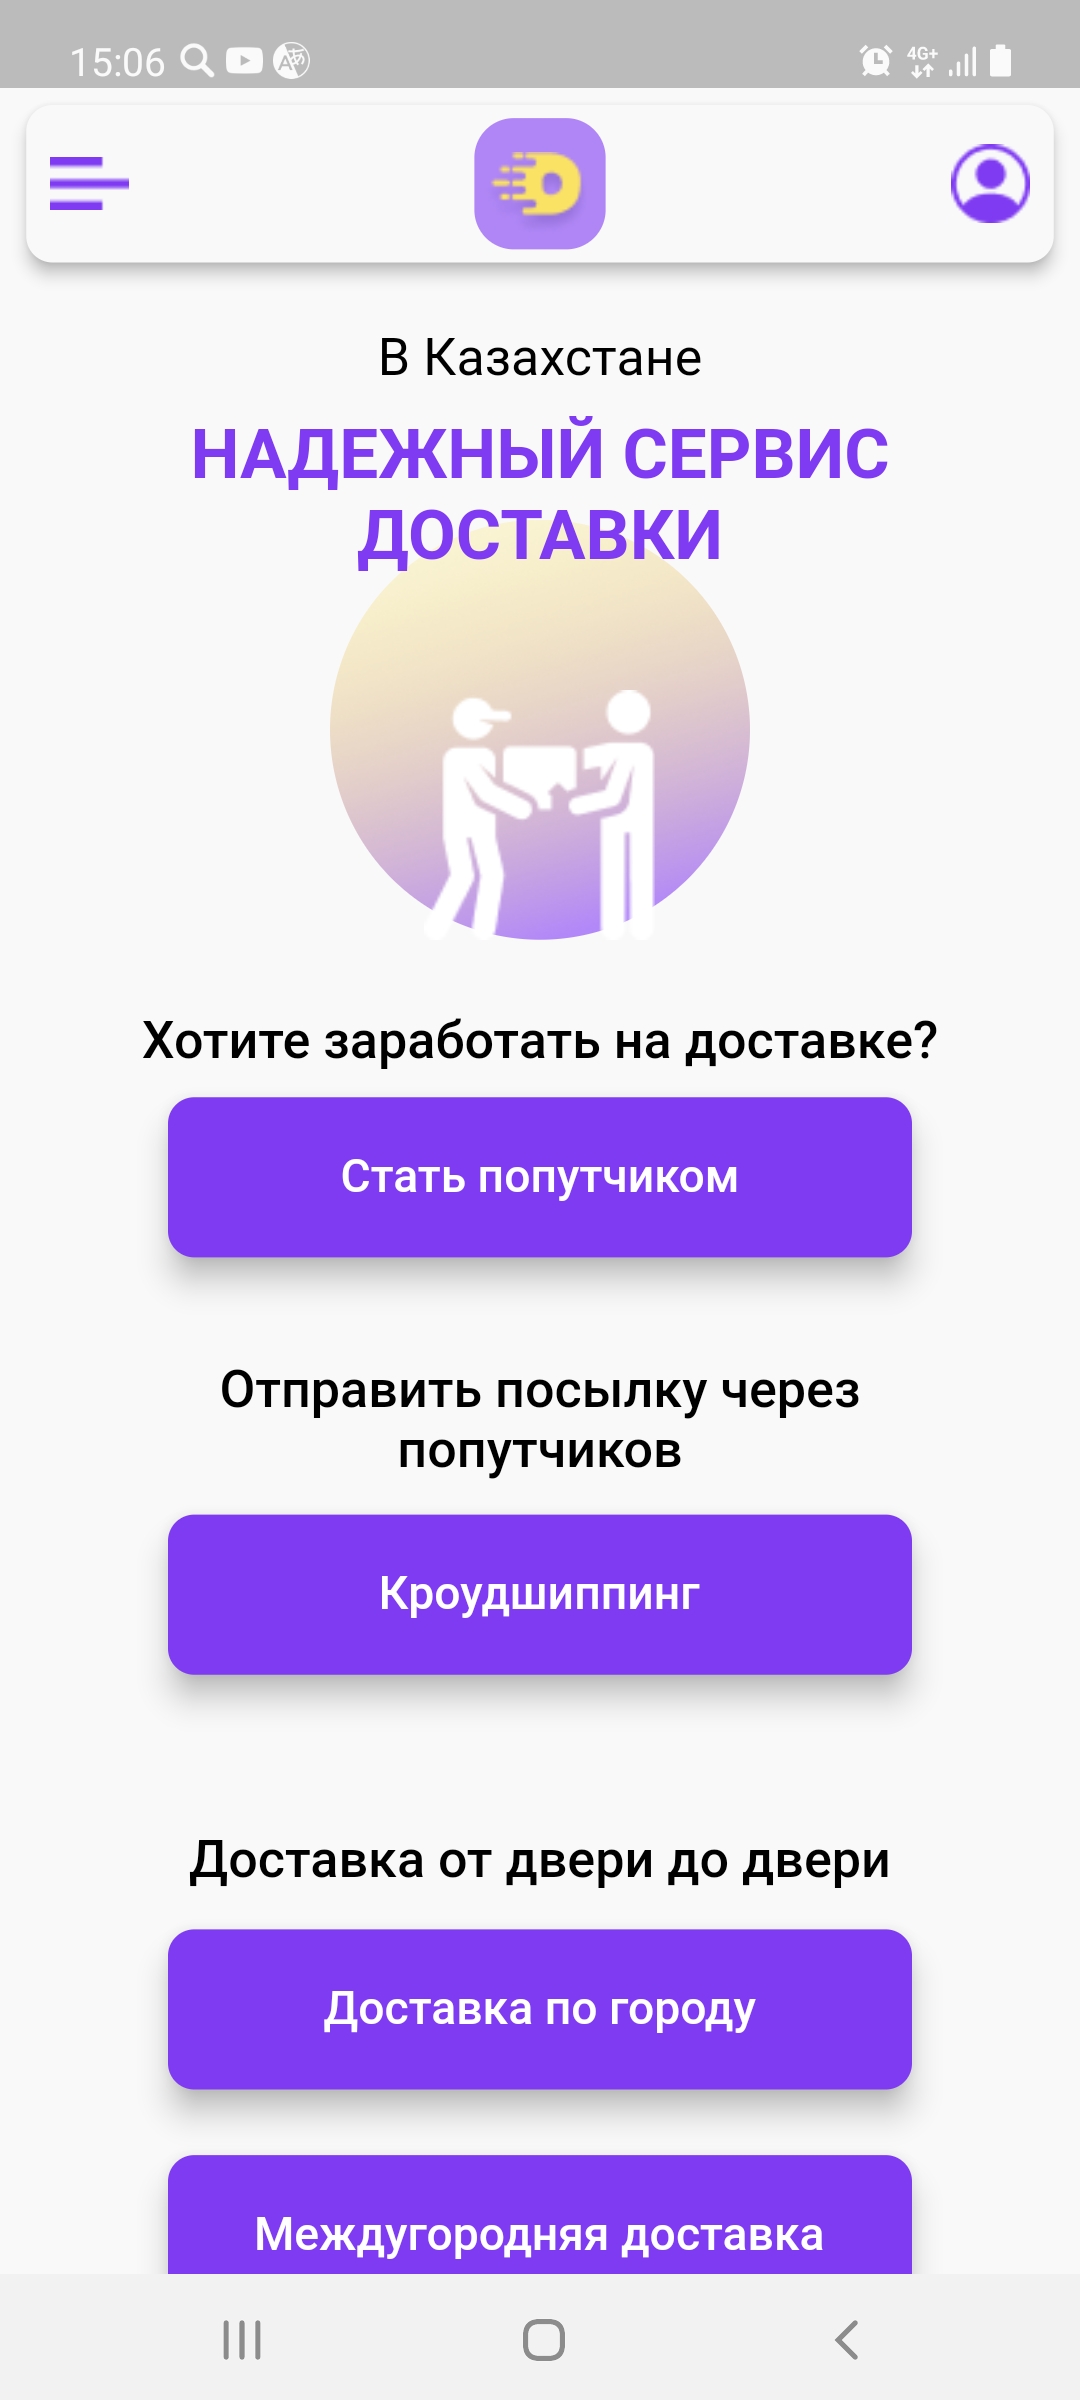 15:06
4G+
В Казахстане
НАДЕЖНЫЙ СЕРВИС
ДОСТАВКИ
Хотите заработать на доставке?
Стать попутчиком
Отправить посылку через
попутчиков
Кроудшиппинг
Доставка от двери до двери
Доставка по городу
Междугородняя доставка